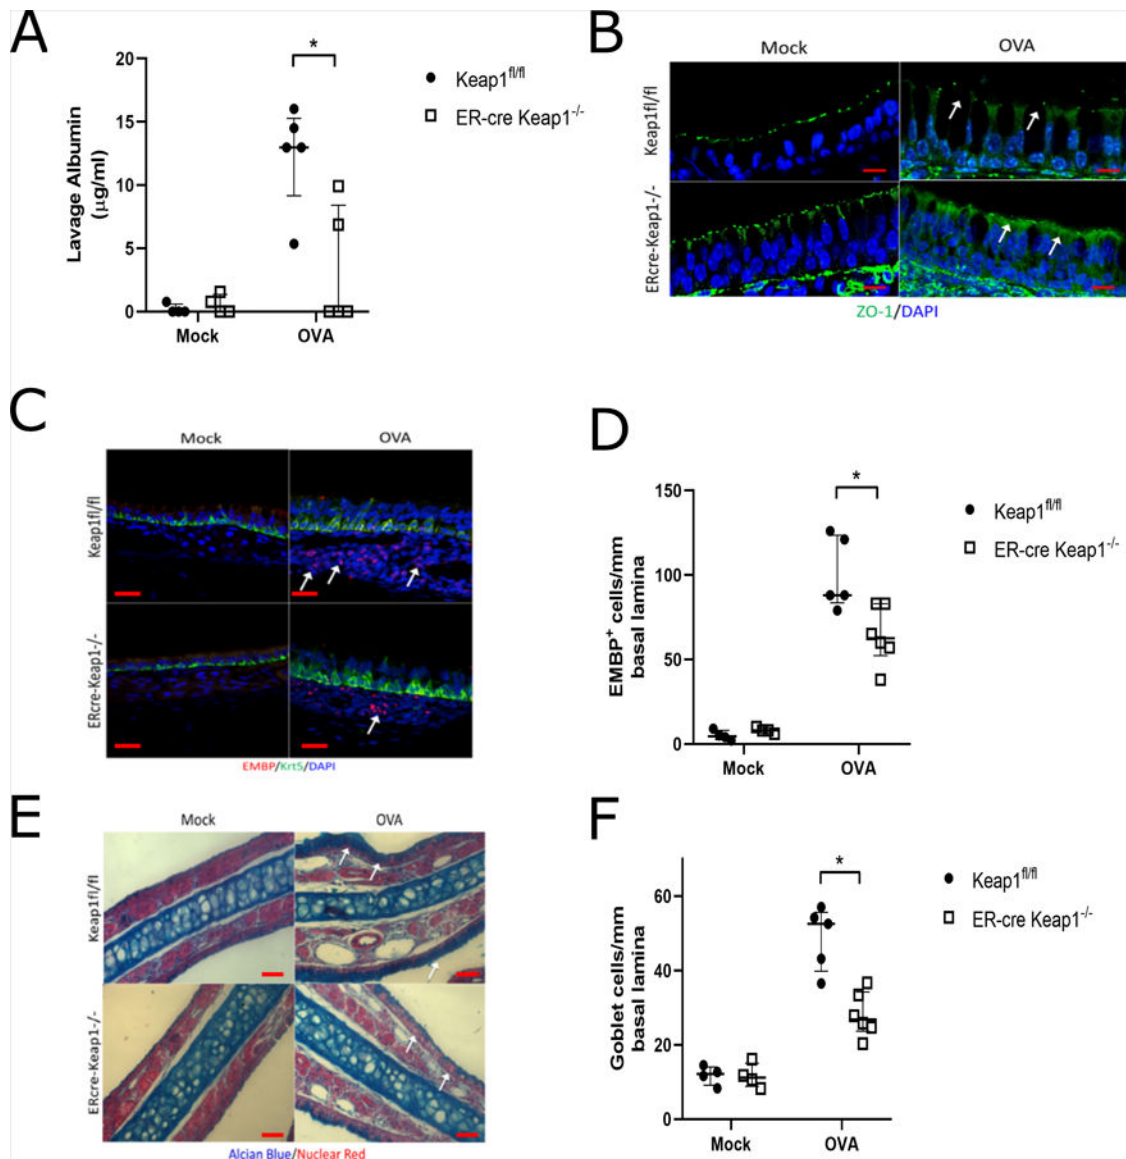 A
20
15
10
5
0
Lavage Albumin
(µg/ml)
*
Mock
OVA
Keap1fl/fl
ER-cre Keap1-/-
B
Mock
OVA
Keap1fl/fl
ERcre-Keap1-/-
ZO-1/DAPI
C
Mock
OVA
Keap1fl/fl
ERcre-Keap1-/-
EMBP/Krt5/DAPI
D
150
100
50
0
EMBP+ cells/mm
basal lamina
*
Mock
OVA
Keap1fl/fl
ER-cre Keap1-/-
E
Mock
OVA
Keap1fl/fl
ERcre-Keap1-/-
Alcian Blue/Nuclear Red
F
60
40
20
0
Goblet cells/mm
basal lamina
*
Mock
OVA
Keap1fl/fl
ER-cre Keap1-/-